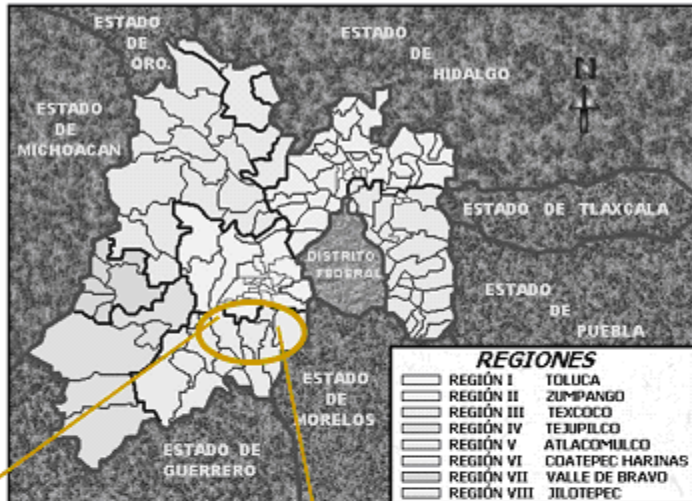 ESTADO
DE
QRO.
ESTADO
DE
HIDALGO
N
ESTADO
DE
MICHOACAN
ESTADO DE TLAXCALA
DISTRITO
FEDERAL
ESTADO
DE
PUEBLA
ESTADO
DE
MORELOS
ESTADO DE
GUERRERO
REGIONES
REGIÓN I TOLUCA
REGIÓN II ZUMPANGO
REGIÓN III TEXCOCO
REGIÓN IV TEJUPILCO
REGIÓN V ATLACOMULCO
REGIÓN VI COATEPEC HARINAS
REGIÓN VII VALLE DE BRAVO
REGIÓN VIII JILOTEPEC